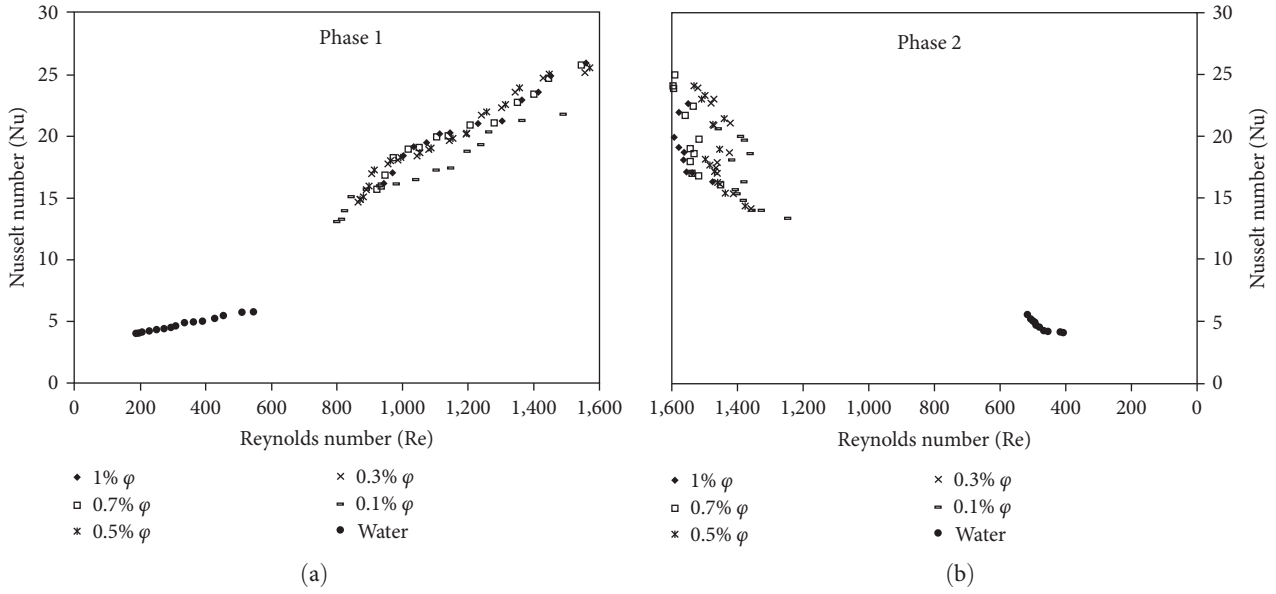 Phase 1
Nusselt number (Nu)
30
25
20
15
10
5
0
0 200 400 600 800 1,000 1,200 1,400 1,600
Reynolds number (Re)
1% φ
0.7% φ
0.5% φ
0.3% φ
0.1% φ
Water
(a)
Phase 2
30
25
20
15
10
5
0
Nusselt number (Nu)
1,600 1,400 1,200 1,000 800 600 400 200 0
Reynolds number (Re)
1% φ
0.7% φ
0.5% φ
0.3% φ
0.1% φ
Water
(b)